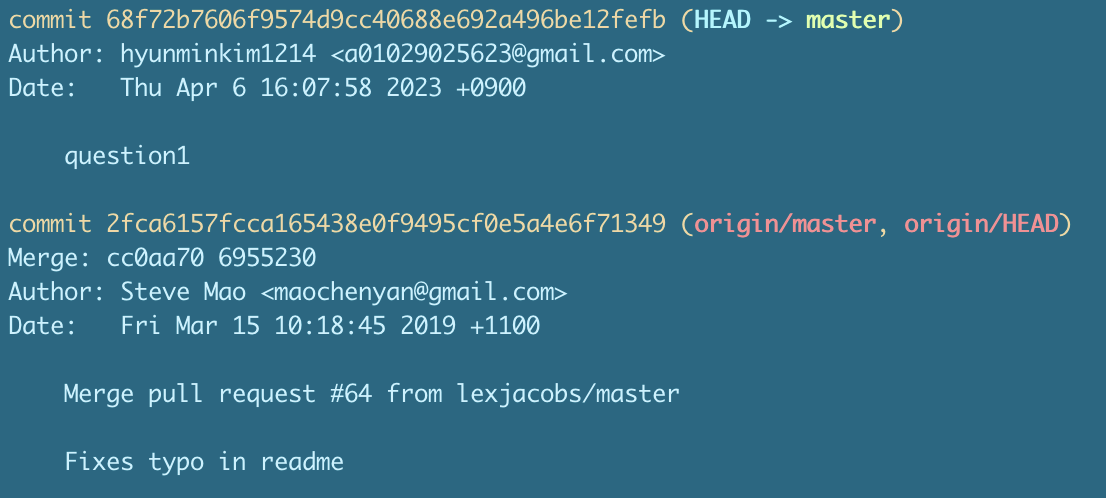 commit 68f72b7606f9574d9cc40688e692a496be12fefb (HEAD -> master)
Author: hyunminkim1214 <a01029025623@gmail.com>
Date:   Thu Apr 6 16:07:58 2023 +0900
question1
commit 2fca6157fcca165438e0f9495cf0e5a4e6f71349 (origin/master, origin/HEAD)
Merge: cc0aa70 6955230
Author: Steve Mao <maochenyan@gmail.com>
Date:   Fri Mar 15 10:18:45 2019 +1100
Merge pull request #64 from lexjacobs/master
Fixes typo in readme